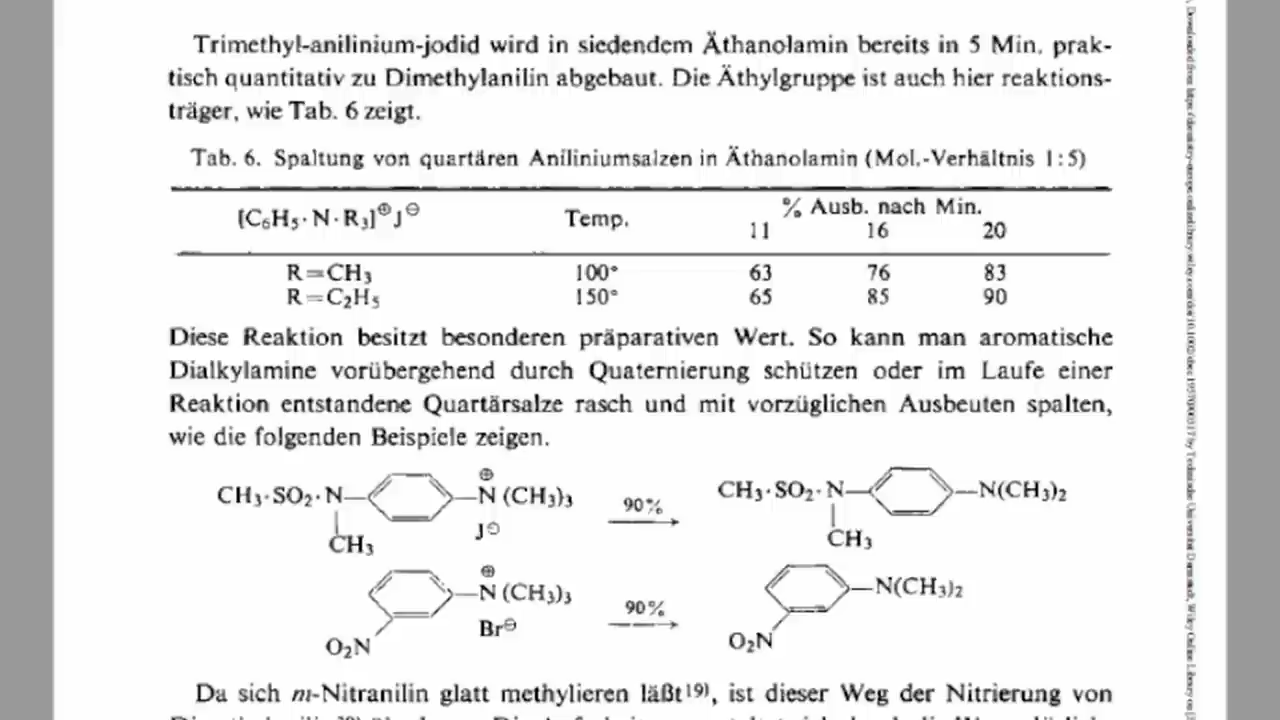 Trimethyl-anilinium-jodid wird in siedendem Äthanolamin bereits in 5 Min. prak-
tisch quantitativ zu Dimethylanilin abgebaut. Die Äthylgruppe ist auch hier reaktions-
träger, wie Tab. 6 zeigt.
Tab. 6. Spaltung von quartären Aniliniumsalzen in Äthanolamin (Mol.-Verhältnis 1:5)
[C₆H₅·N·R₃]⊕J⊖ Temp. % Ausb. nach Min.
11 16 20
R=CH₃ 100° 63 76 83
R=C₂H₅ 150° 65 85 90
Diese Reaktion besitzt besonderen präparativen Wert. So kann man aromatische
Dialkylamine vorübergehend durch Quaternierung schützen oder im Laufe einer
Reaktion entstandene Quartärsalze rasch und mit vorzüglichen Ausbeuten spalten,
wie die folgenden Beispiele zeigen.
⊕
CH₃·SO₂·N N(CH₃)₃ 90% CH₃·SO₂·N N(CH₃)₂
J⊖
CH₃ CH₃
⊕
N(CH₃)₃ 90% N(CH₃)₂
Br⊖
O₂N O₂N
Da sich m-Nitranilin glatt methylieren läßt¹⁹⁾, ist dieser Weg der Nitrierung von